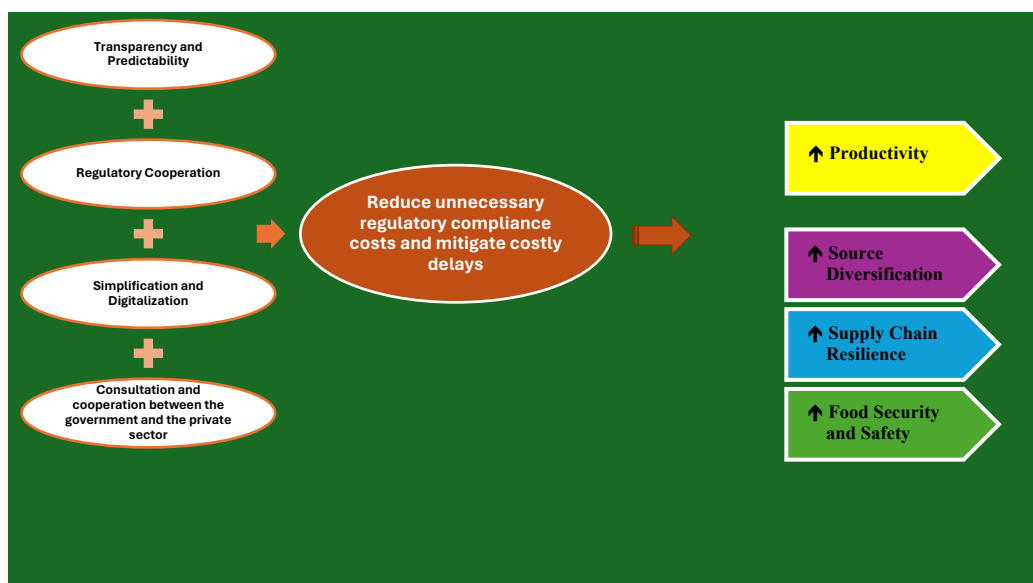 Transparency and
Predictability
Regulatory Cooperation
Simplification and
Digitalization
Consultation and
cooperation between the
government and the private
sector
Reduce unnecessary
regulatory compliance
costs and mitigate costly
delays
↑ Productivity
↑ Source
Diversification
↑ Supply Chain
Resilience
↑ Food Security
and Safety